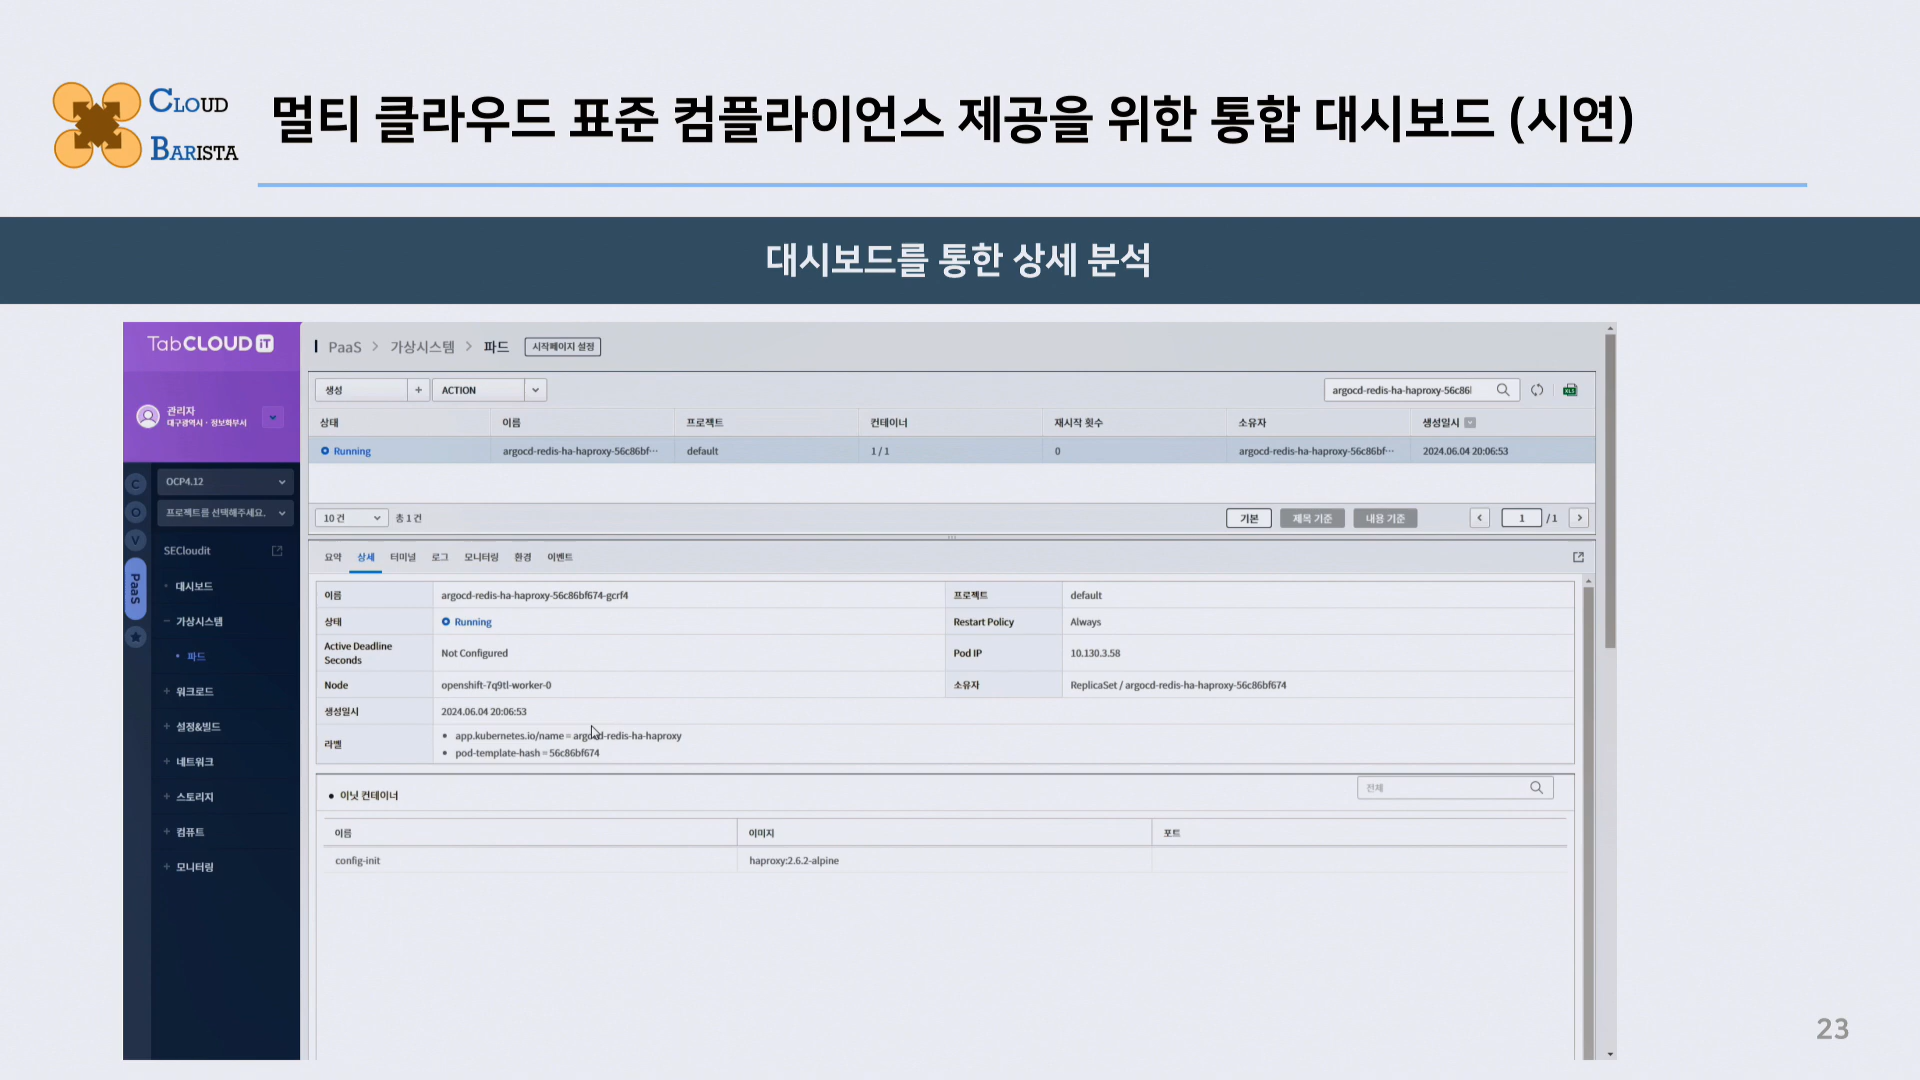 CLOUD
BARISTA
멀티 클라우드 표준 컴플라이언스 제공을 위한 통합 대시보드 (시연)
대시보드를 통한 상세 분석
TabCLOUDiT
관리자
대구광역시 · 정보화부서
OCP4.12
프로젝트를 선택해주세요.
C
O
V
PaaS
SECloudit
대시보드
가상시스템
파드
워크로드
설정&빌드
네트워크
스토리지
컴퓨트
모니터링
PaaS > 가상시스템 > 파드 시작페이지 설정
생성 + ACTION argocd-redis-ha-haproxy-56c86l XLS
상태 이름 프로젝트 컨테이너 재시작 횟수 소유자 생성일시
Running argocd-redis-ha-haproxy-56c86bf··· default 1 / 1 0 argocd-redis-ha-haproxy-56c86bf··· 2024.06.04 20:06:53
10 건 총 1 건 기본 제목 기준 내용 기준 < 1 / 1 >
요약 상세 터미널 로그 모니터링 환경 이벤트
이름 argocd-redis-ha-haproxy-56c86bf674-gcrf4 프로젝트 default
상태 Running Restart Policy Always
Active Deadline Seconds Not Configured Pod IP 10.130.3.58
Node openshift-7q9tl-worker-0 소유자 ReplicaSet / argocd-redis-ha-haproxy-56c86bf674
생성일시 2024.06.04 20:06:53
라벨
• app.kubernetes.io/name = argocd-redis-ha-haproxy
• pod-template-hash = 56c86bf674
• 이닛 컨테이너 전체
이름 이미지 포트
config-init haproxy:2.6.2-alpine
23